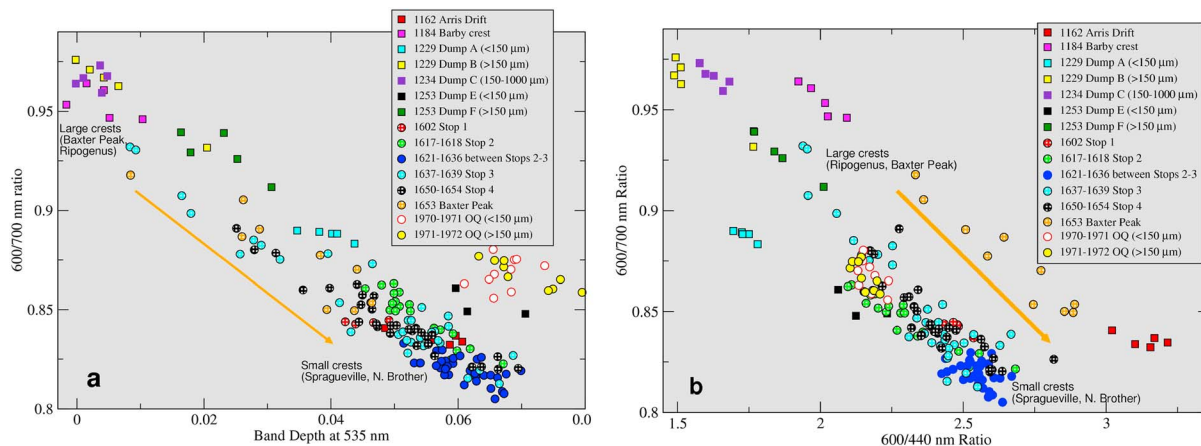 1162 Arris Drift
1184 Barby crest
1229 Dump A (<150 µm)
1229 Dump B (>150 µm)
1234 Dump C (150-1000 µm)
1253 Dump E (<150 µm)
1253 Dump F (>150 µm)
1602 Stop 1
1617-1618 Stop 2
1621-1636 between Stops 2-3
1637-1639 Stop 3
1650-1654 Stop 4
1653 Baxter Peak
1970-1971 OQ (<150 µm)
1971-1972 OQ (>150 µm)
Large crests
(Baxter Peak,
Ripogenus)
Small crests
(Spragueville, N. Brother)
a
600/700 nm Ratio
0.95
0.9
0.85
0.8
0
0.02
0.04
0.06
0.0
Band Depth at 535 nm
1162 Arris Drift
1184 Barby crest
1229 Dump A (<150 µm)
1229 Dump B (>150 µm)
1234 Dump C (150-1000 µm)
1253 Dump E (<150 µm)
1253 Dump F (>150 µm)
1602 Stop 1
1617-1618 Stop 2
1621-1636 between Stops 2-3
1637-1639 Stop 3
1650-1654 Stop 4
1653 Baxter Peak
1970-1971 OQ (<150 µm)
1971-1972 OQ (>150 µm)
Large crests
(Ripogenus, Baxter Peak)
Small crests
(Spragueville, N. Brother)
b
600/700 nm Ratio
0.95
0.9
0.85
0.8
1.5
2
2.5
3
600/440 nm Ratio